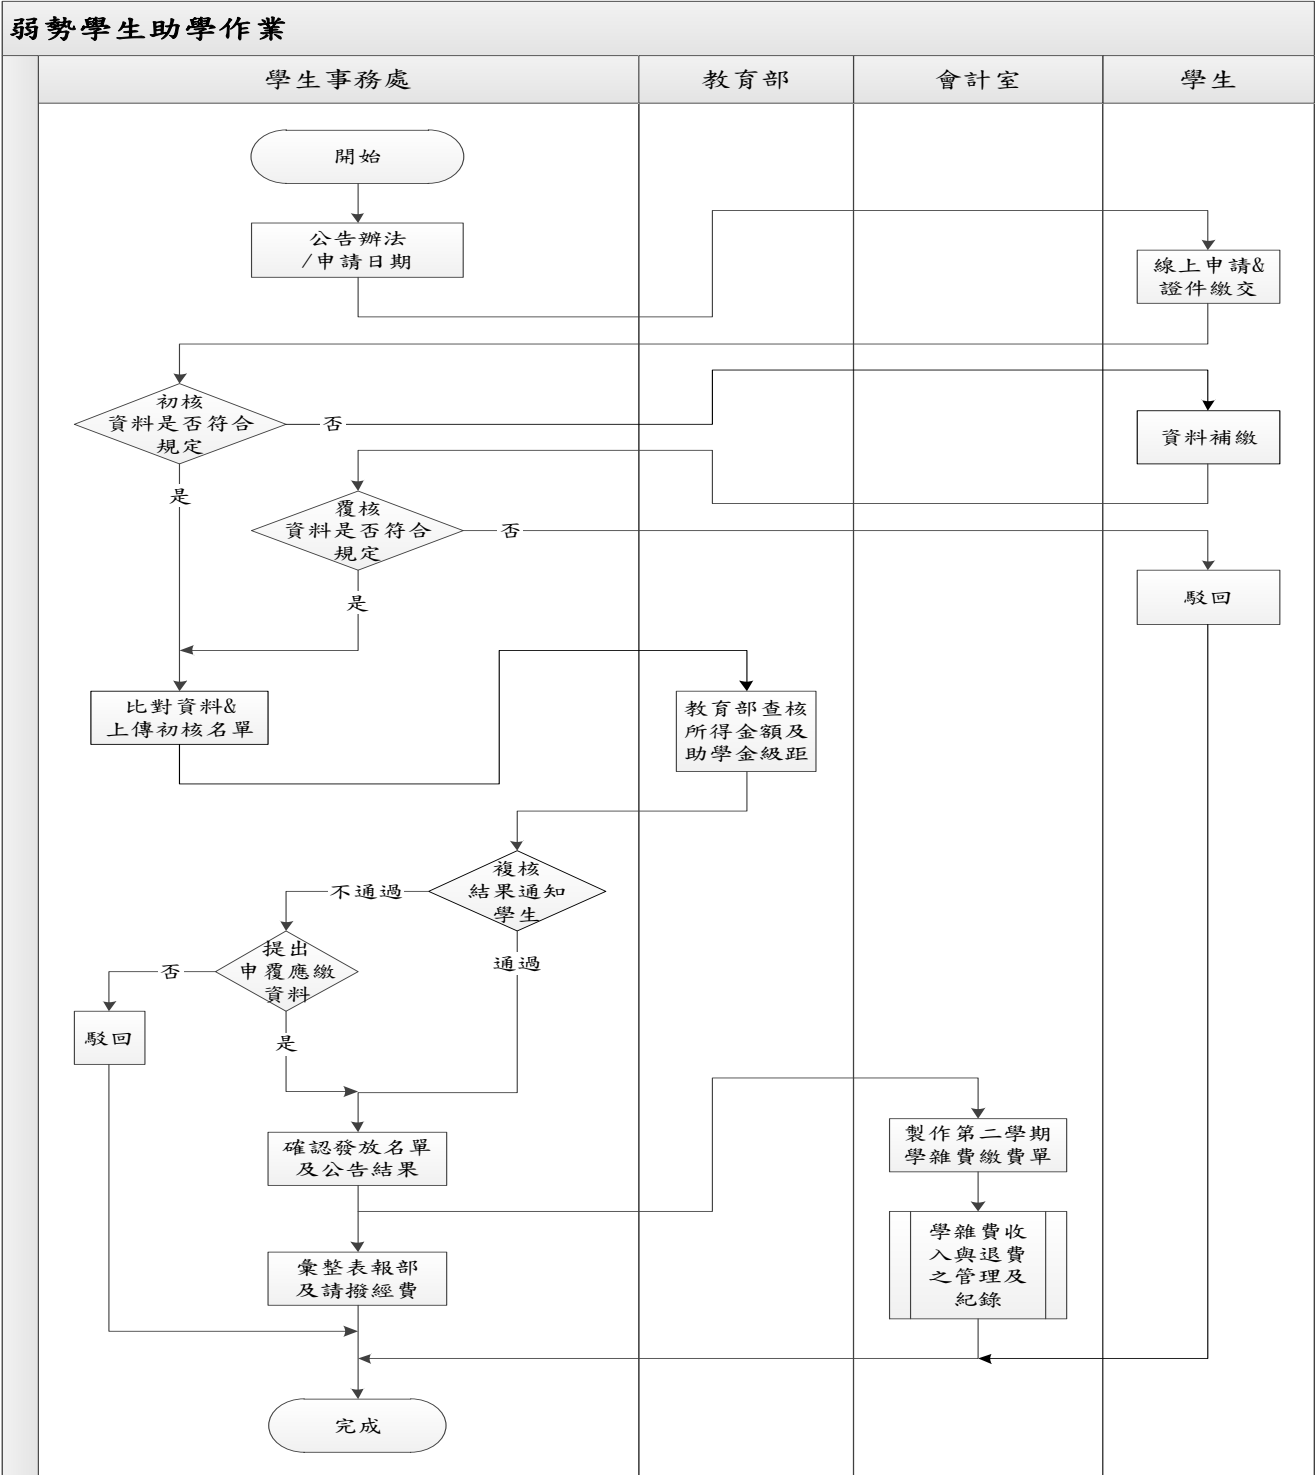 弱勢學生助學作業
學生事務處
教育部
會計室
學生
開始
公告辦法
/申請日期
線上申請&
證件繳交
初核
資料是否符合
規定
否
資料補繳
是
覆核
資料是否符合
規定
否
駁回
是
比對資料&
上傳初核名單
教育部查核
所得金額及
助學金級距
複核
結果通知
學生
不通過
通過
提出
申覆應繳
資料
否
駁回
是
確認發放名單
及公告結果
製作第二學期
學雜費繳費單
彙整表報部
及請撥經費
學雜費收
入與退費
之管理及
紀錄
完成